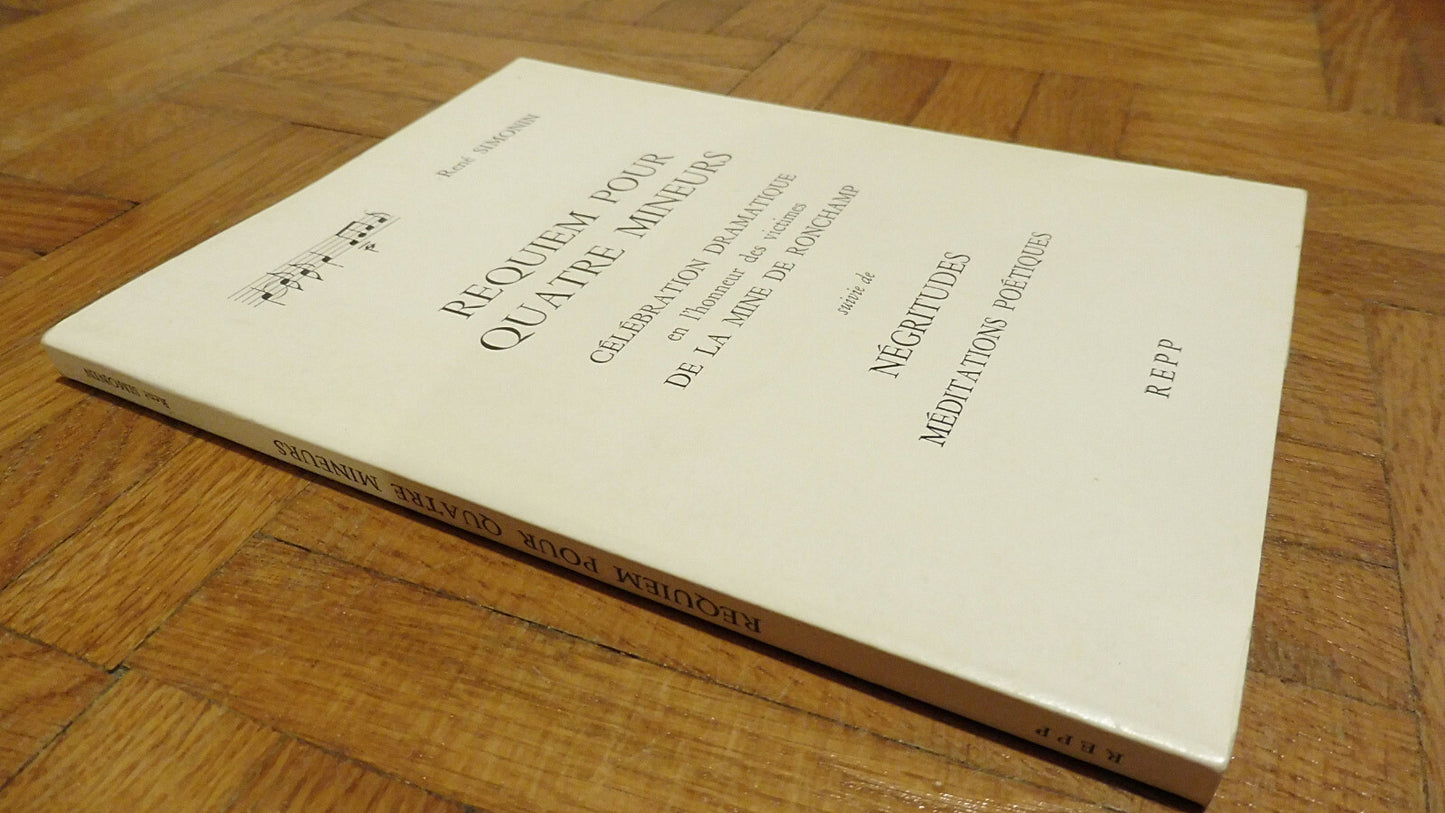 René SIMONIN
REQUIEM POUR
QUATRE MINEURS
CÉLÉBRATION DRAMATIQUE
en l'honneur des victimes
DE LA MINE DE RONCHAMP
suivie de
NÉGRITUDES
MÉDITATIONS POÉTIQUES
REPP
René SIMONIN
REQUIEM POUR QUATRE MINEURS
REPP